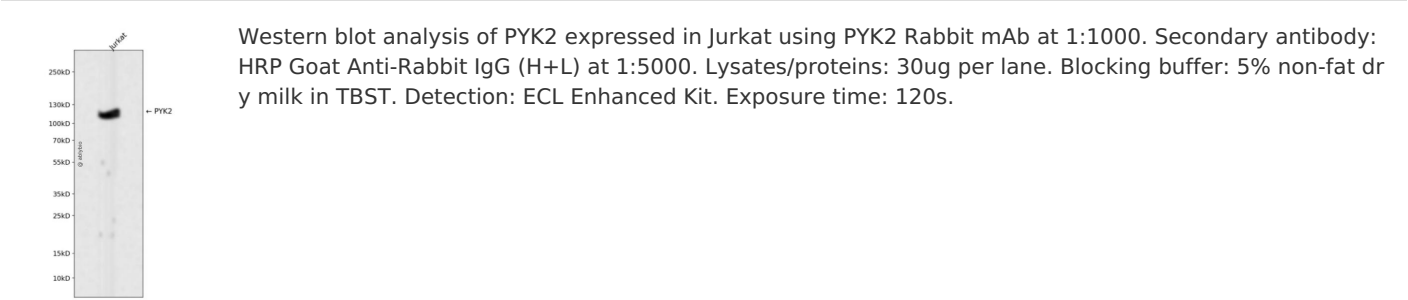 Jurkat
250kD
130kD
← PYK2
100kD
70kD
55kD
35kD
25kD
15kD
10kD
Western blot analysis of PYK2 expressed in Jurkat using PYK2 Rabbit mAb at 1:1000. Secondary antibody:
HRP Goat Anti-Rabbit IgG (H+L) at 1:5000. Lysates/proteins: 30ug per lane. Blocking buffer: 5% non-fat dr
y milk in TBST. Detection: ECL Enhanced Kit. Exposure time: 120s.